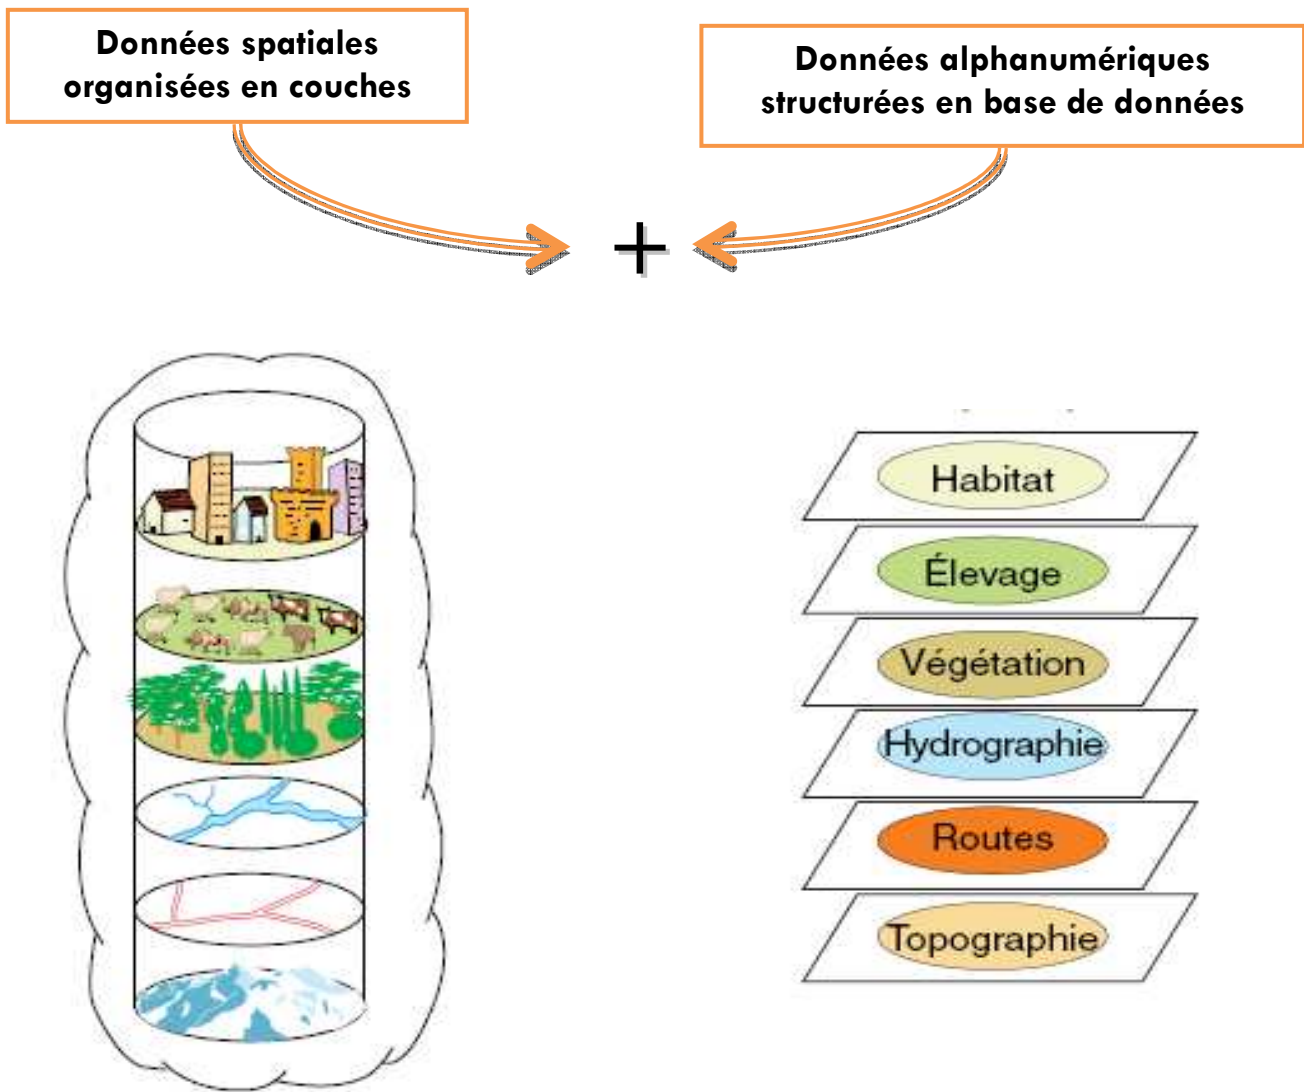 Données spatiales
organisées en couches
Données alphanumériques
structurées en base de données
+
Habitat
Élevage
Végétation
Hydrographie
Routes
Topographie